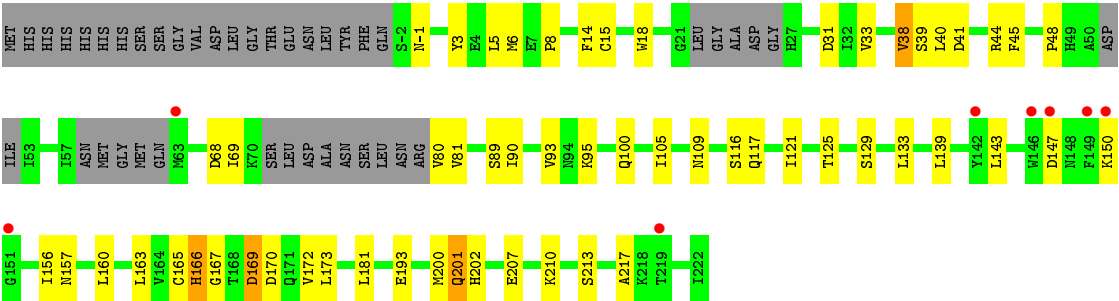 MET HIS HIS HIS HIS HIS HIS SER SER GLY VAL ASP LEU GLY THR GLU ASN LEU TYR PHE GLN S-2 N-1 Y3 E4 L5 M6 E7 P8 F14 C15 W18 G21 LEU GLY ALA ASP GLY H27 D31 I32 V33 V38 S39 L40 D41 R44 F45 P48 H49 A50 ASP
ILE I53 I57 ASN MET GLY MET GLN M63 D68 I69 K70 SER LEU ASP ALA ASN SER LEU ASN ARG V80 V81 S89 I90 V93 N94 K95 Q100 I105 N109 S116 Q117 I121 T125 S129 L133 L139 Y142 L143 W146 D147 N148 F149 K150
G151 I156 N157 L160 L163 V164 C165 H166 G167 T168 D169 D170 Q171 V172 L173 L181 E193 M200 Q201 H202 E207 K210 S213 A217 K218 T219 I222